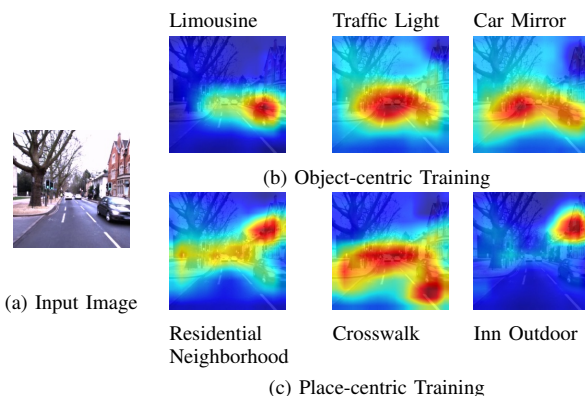 Limousine
Traffic Light
Car Mirror
(b) Object-centric Training
(a) Input Image
Residential
Neighborhood
Crosswalk
Inn Outdoor
(c) Place-centric Training